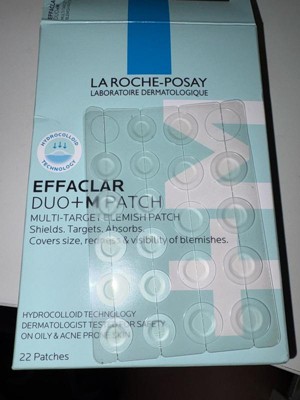 LA ROCHE-POSAY
LABORATOIRE DERMATOLOGIQUE
HYDROCOLLOID
TECHNOLOGY
EFFACLAR
DUO+M PATCH
MULTI-TARGET BLEMISH PATCH
Shields. Targets. Absorbs.
Covers size, & visibility of blemishes.
HYDROCOLLOID TECHNOLOGY
DERMATOLOGIST TESTED FOR SAFETY
ON OILY & ACNE PRONE SKIN
22 Patches